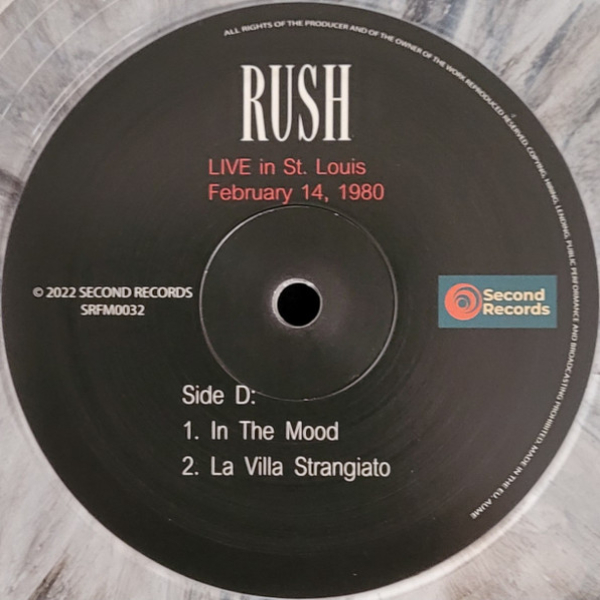 ALL RIGHTS OF THE PRODUCER AND OF THE OWNER OF THE WORK REPRODUCED RESERVED. COPYING, HIRING, LENDING, PUBLIC PERFORMANCE AND BROADCASTING PROHIBITED. MADE IN THE EU. AUME
RUSH
LIVE in St. Louis
February 14, 1980
© 2022 SECOND RECORDS
SRFM0032
Second
Records
Side D:
1. In The Mood
2. La Villa Strangiato